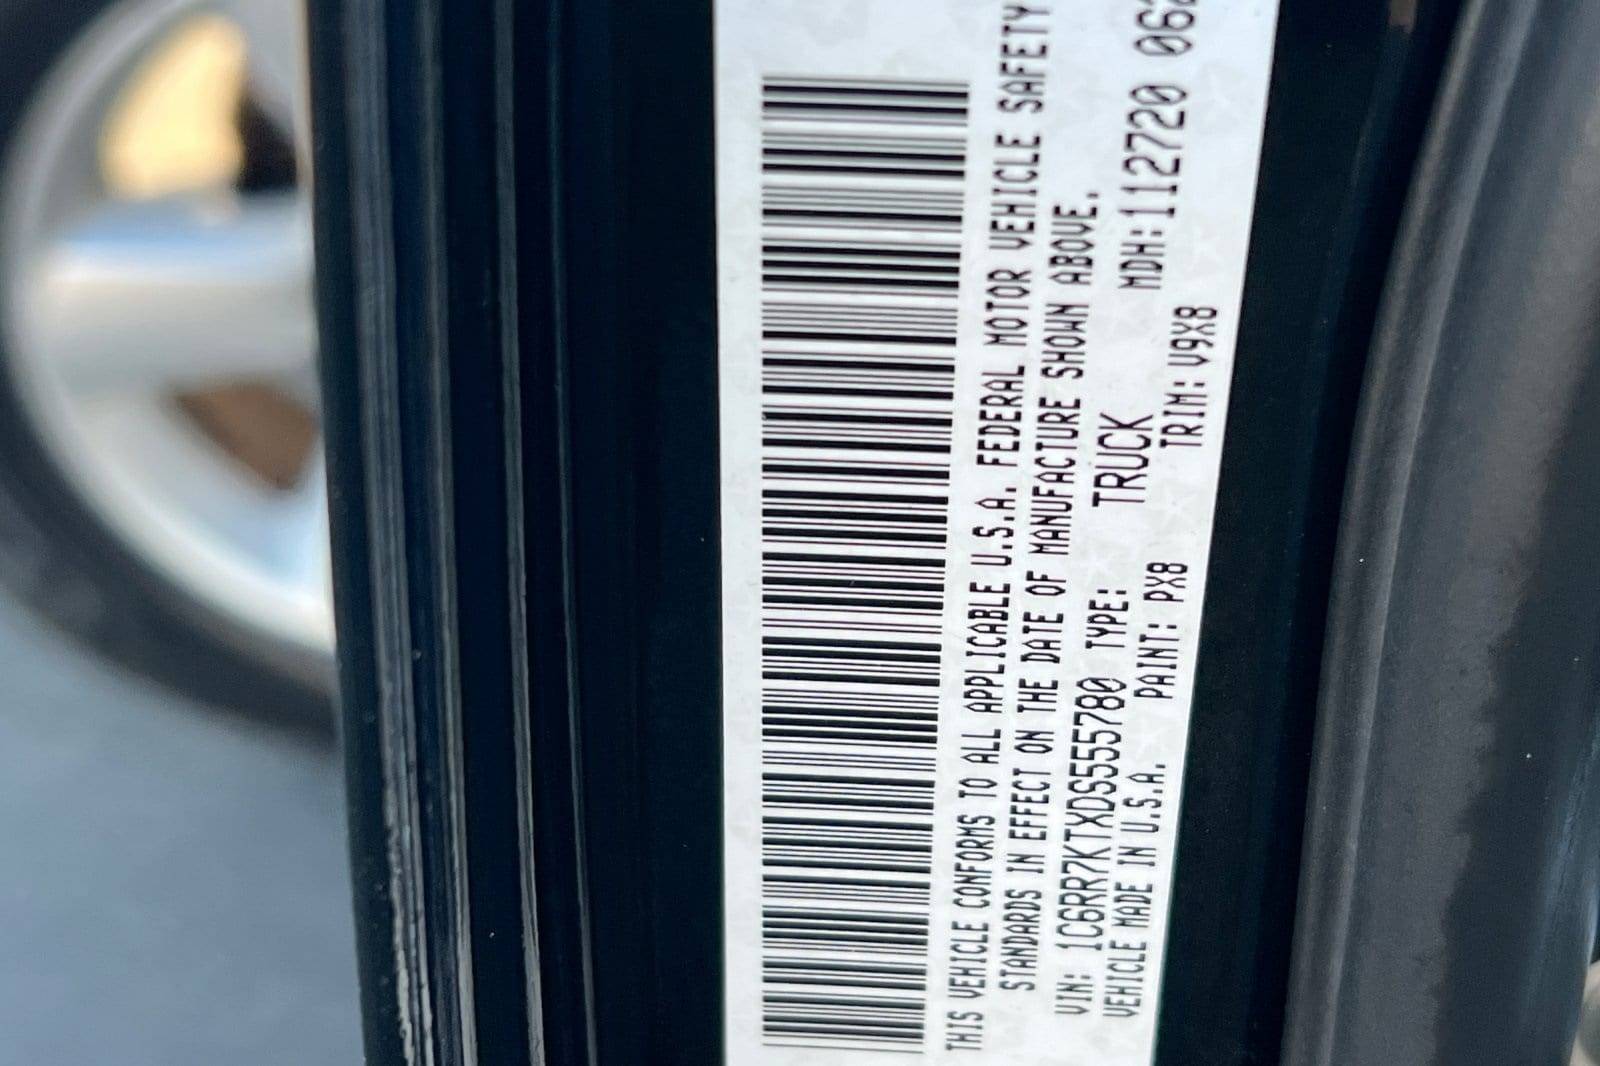 THIS VEHICLE CONFORMS TO ALL APPLICABLE U.S.A. FEDERAL MOTOR VEHICLE SAFETY
STANDARDS IN EFFECT ON THE DATE OF MANUFACTURE SHOWN ABOVE.
VIN: 1C6RR7KTXDS555780 TYPE: TRUCK MDH:112720 062
VEHICLE MADE IN U.S.A. PAINT: PX8 TRIM: V9X8